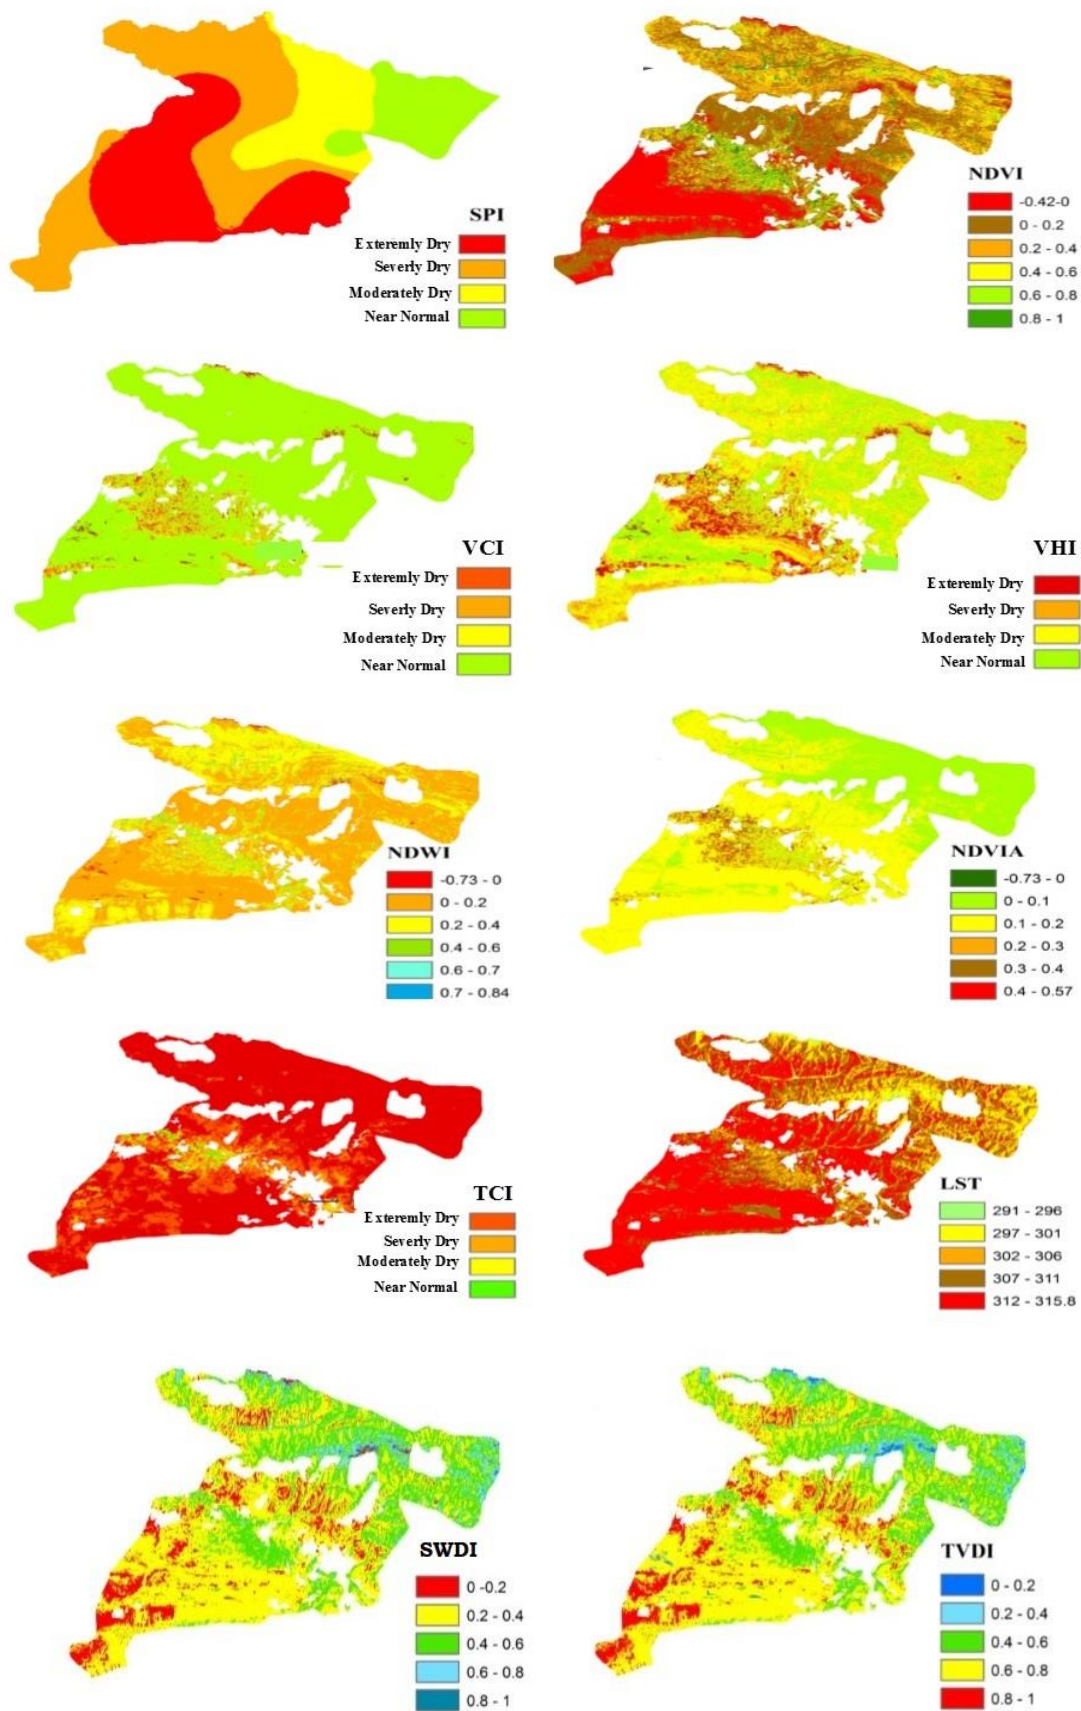 SPI
Exteremly Dry
Severly Dry
Moderately Dry
Near Normal
NDVI
-0.42-0
0 - 0.2
0.2 - 0.4
0.4 - 0.6
0.6 - 0.8
0.8 - 1
VCI
Exteremly Dry
Severly Dry
Moderately Dry
Near Normal
VHI
Exteremly Dry
Severly Dry
Moderately Dry
Near Normal
NDWI
-0.73 - 0
0 - 0.2
0.2 - 0.4
0.4 - 0.6
0.6 - 0.7
0.7 - 0.84
NDVIA
-0.73 - 0
0 - 0.1
0.1 - 0.2
0.2 - 0.3
0.3 - 0.4
0.4 - 0.57
TCI
Exteremly Dry
Severly Dry
Moderately Dry
Near Normal
LST
291 - 296
297 - 301
302 - 306
307 - 311
312 - 315.8
SWDI
0 -0.2
0.2 - 0.4
0.4 - 0.6
0.6 - 0.8
0.8 - 1
TVDI
0 - 0.2
0.2 - 0.4
0.4 - 0.6
0.6 - 0.8
0.8 - 1